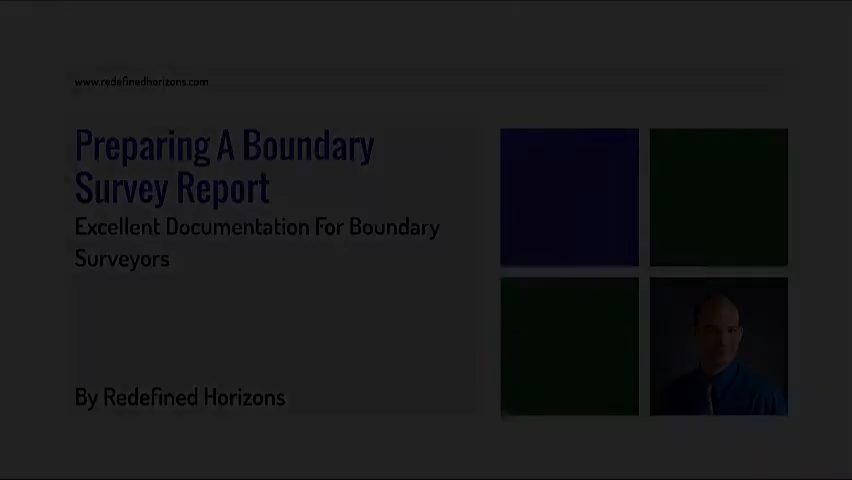 www.redefinedhorizons.com
Preparing A Boundary
Survey Report
Excellent Documentation For Boundary
Surveyors
By Redefined Horizons